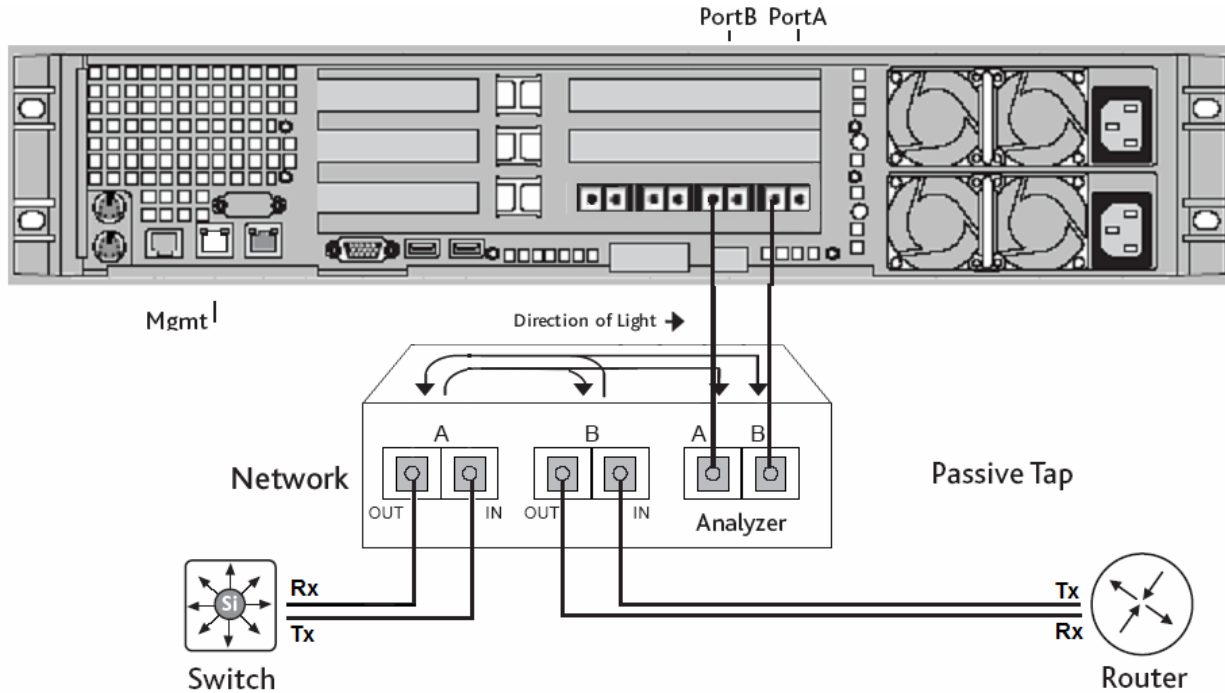 PortB PortA
Mgmt
Direction of Light
A B A B
Network
Passive Tap
OUT IN OUT IN
Analyzer
Rx
Tx
Si
Tx
Rx
Switch
Router